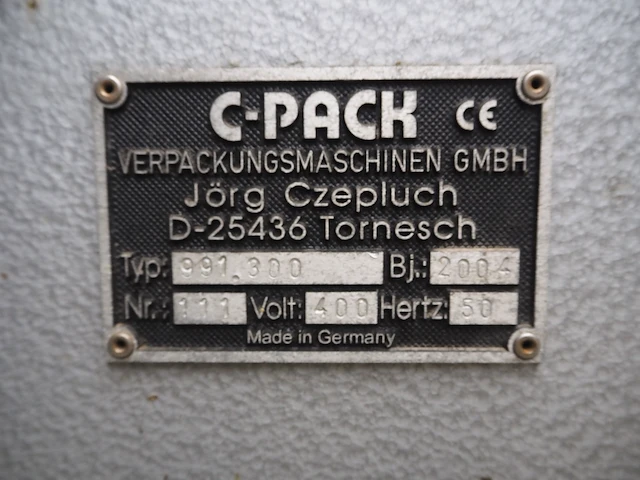 C-PACK CE
VERPACKUNGSMASCHINEN GMBH
Jörg Czepluch
D-25436 Tornesch
Typ: 991.300 Bj.: 2004
Nr.: 111 Volt: 400 Hertz: 50
Made in Germany